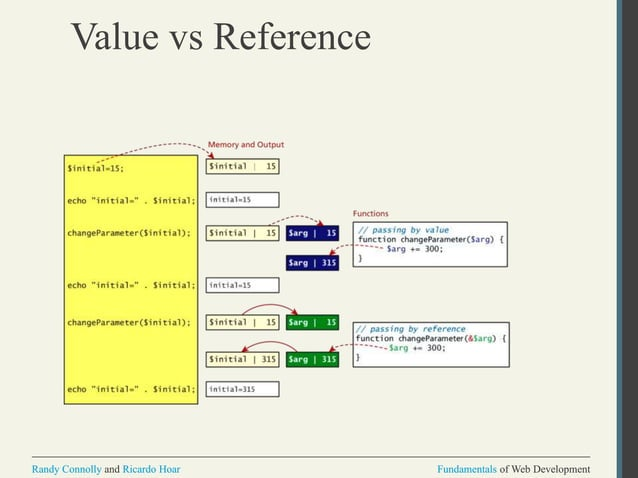 Value vs Reference
Memory and Output
$initial=15;
$initial | 15
echo "initial=" . $initial;
initial=15
Functions
changeParameter($initial);
$initial | 15
$arg | 15
// passing by value
function changeParameter($arg) {
$arg += 300;
}
$arg | 315
echo "initial=" . $initial;
initial=15
changeParameter($initial);
$initial | 15
$arg | 15
// passing by reference
function changeParameter(&$arg) {
$arg += 300;
}
$initial | 315
$arg | 315
echo "initial=" . $initial;
initial=315
Randy Connolly and Ricardo Hoar
Fundamentals of Web Development